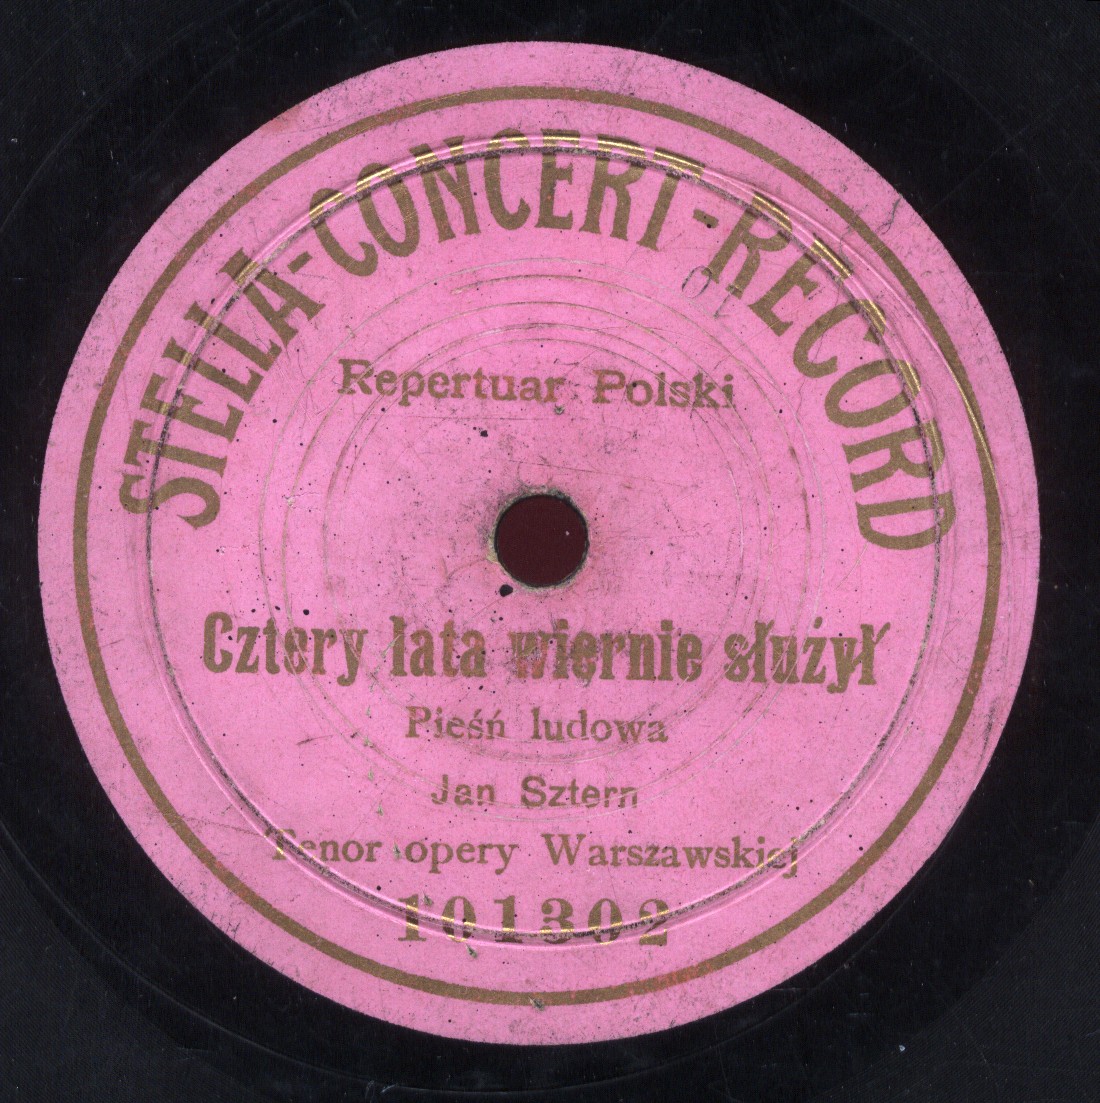 STELLA-CONCERT-RECORD
Repertuar Polski
Cztery lata wiernie służył
Pieśń ludowa
Jan Sztern
Tenor opery Warszawskiej
101302